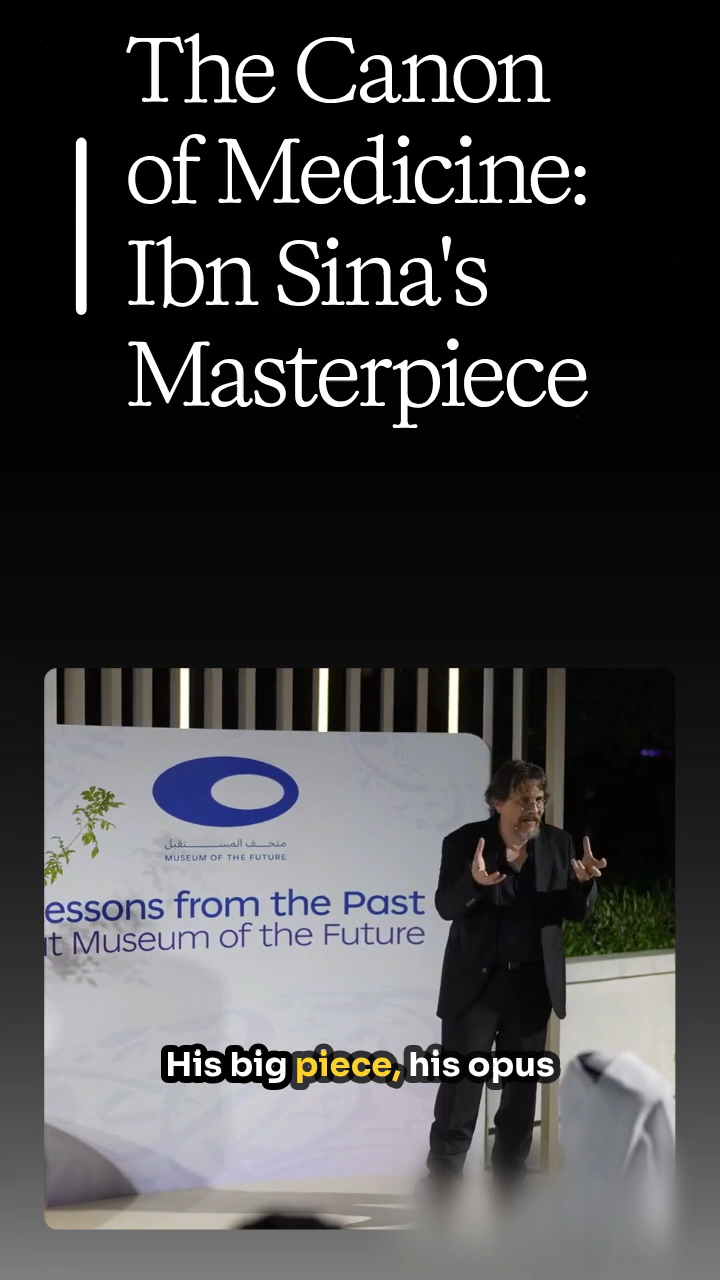 The Canon
of Medicine:
Ibn Sina's
Masterpiece
متحف المستقبل
MUSEUM OF THE FUTURE
essons from the Past
at Museum of the Future
His big piece, his opus